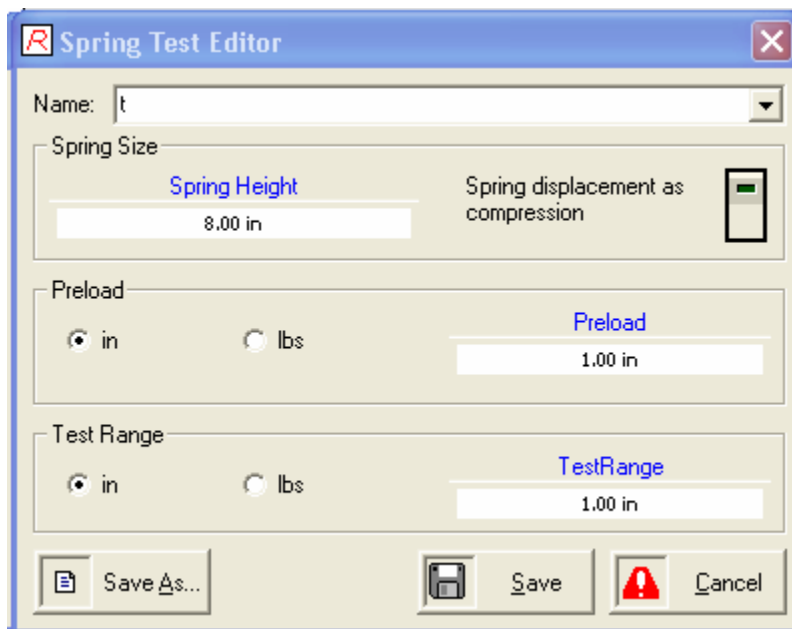 R Spring Test Editor
Name: t
Spring Size
Spring Height
8.00 in
Spring displacement as
compression
Preload
in lbs
Preload
1.00 in
Test Range
in lbs
TestRange
1.00 in
Save As... Save Cancel